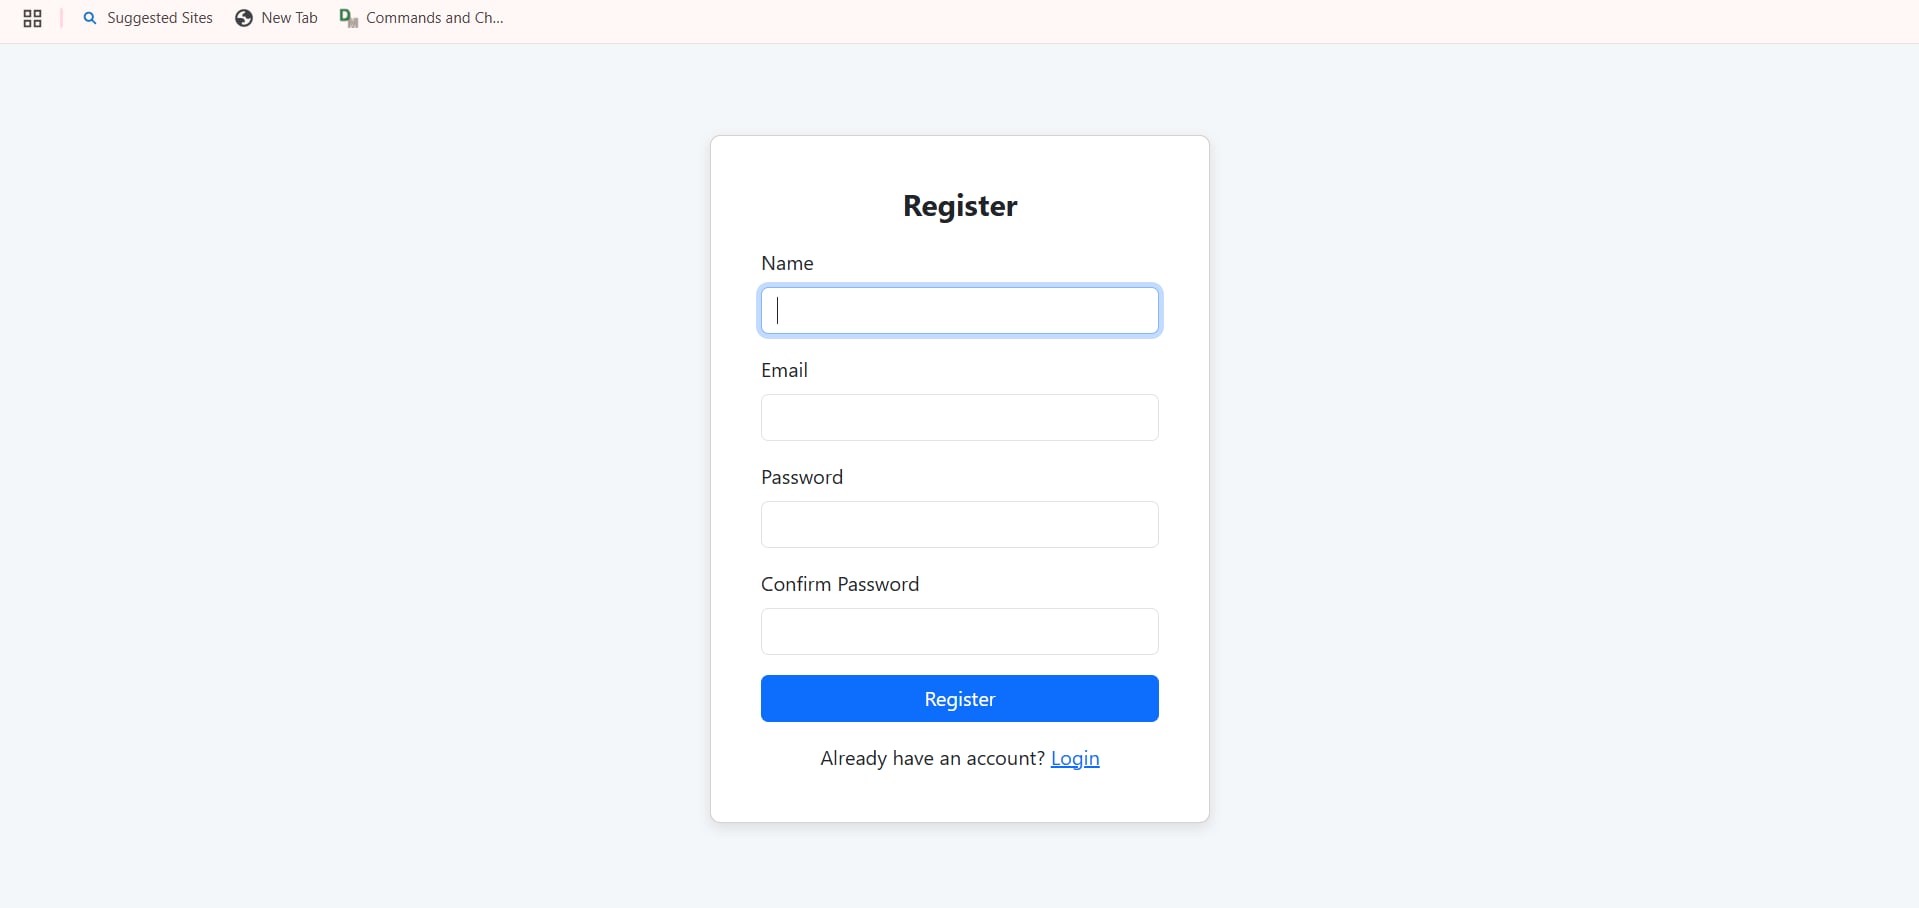 Suggested Sites New Tab Commands and Ch...
Register
Name
Email
Password
Confirm Password
Register
Already have an account? Login